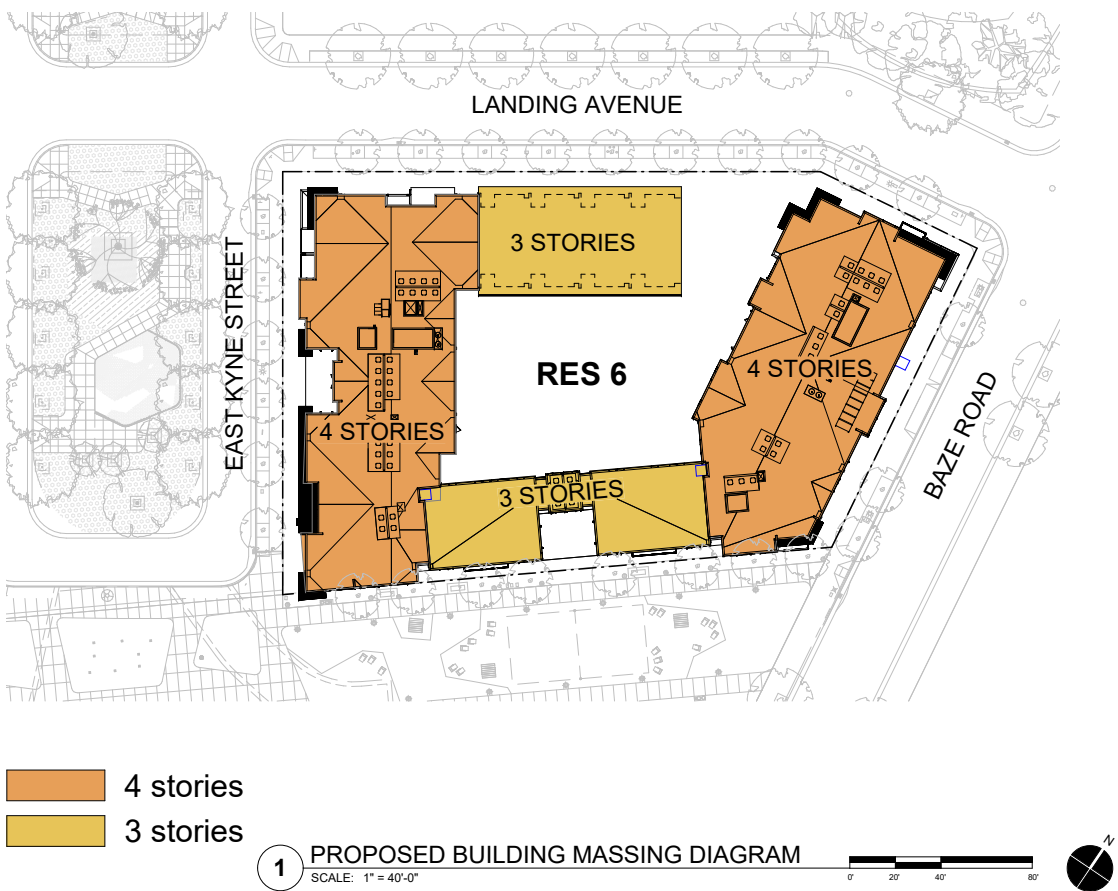 LANDING AVENUE
EAST KYNE STREET
3 STORIES
RES 6
4 STORIES
4 STORIES
BAZE ROAD
3 STORIES
4 stories
3 stories
1 PROPOSED BUILDING MASSING DIAGRAM
SCALE: 1" = 40'-0"
0' 20' 40' 80'
N